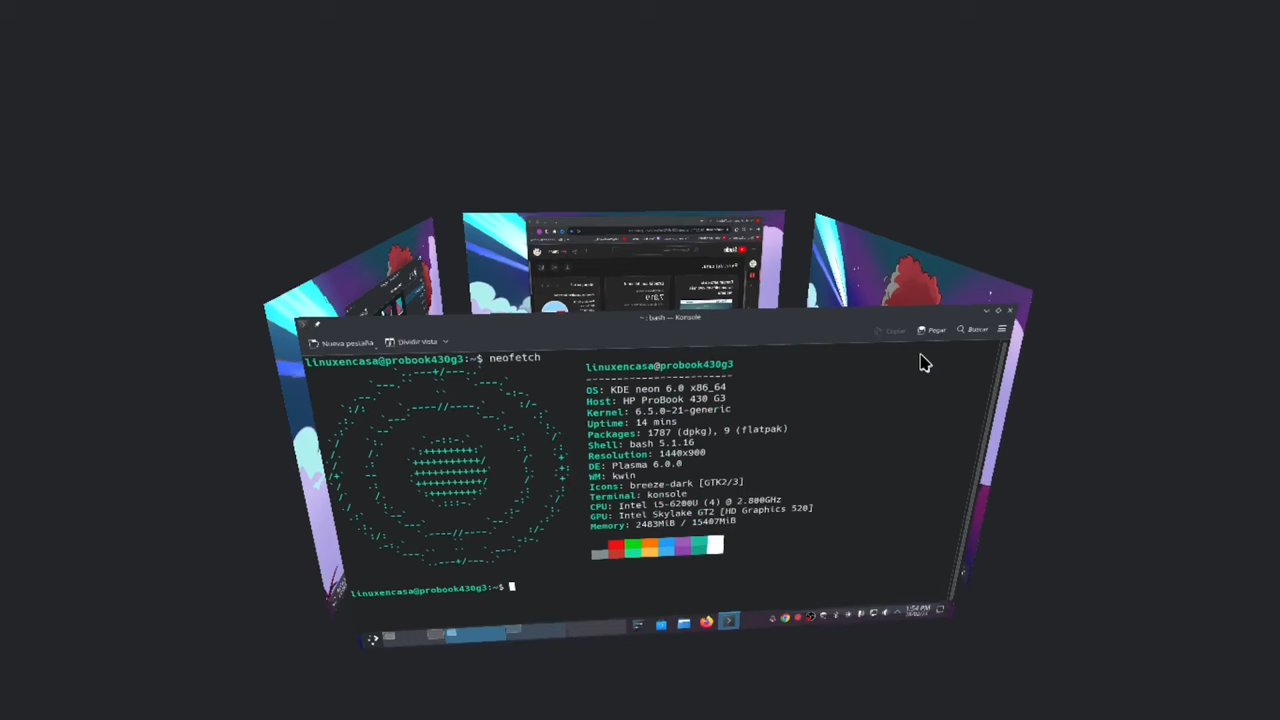 ~ : bash — Konsole
Nueva pestaña
Dividir vista
Copiar
Pegar
Buscar
linuxencasa@probook430g3:~$ neofetch
linuxencasa@probook430g3
------------------------
OS: KDE neon 6.0 x86_64
Host: HP ProBook 430 G3
Kernel: 6.5.0-21-generic
Uptime: 14 mins
Packages: 1787 (dpkg), 9 (flatpak)
Shell: bash 5.1.16
Resolution: 1440x900
DE: Plasma 6.0.0
WM: kwin
Icons: breeze-dark [GTK2/3]
Terminal: konsole
CPU: Intel i5-6200U (4) @ 2.800GHz
GPU: Intel Skylake GT2 [HD Graphics 520]
Memory: 2483MiB / 15407MiB
linuxencasa@probook430g3:~$
1:54 PM